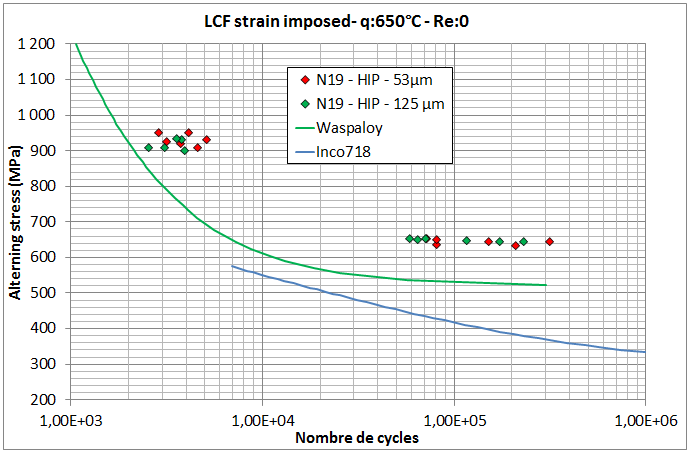 LCF strain imposed- q:650°C - Re:0
Alterning stress (MPa)
1 200
1 100
1 000
900
800
700
600
500
400
300
200
N19 - HIP - 53µm
N19 - HIP - 125 µm
Waspaloy
Inco718
1,00E+03 1,00E+04 1,00E+05 1,00E+06
Nombre de cycles